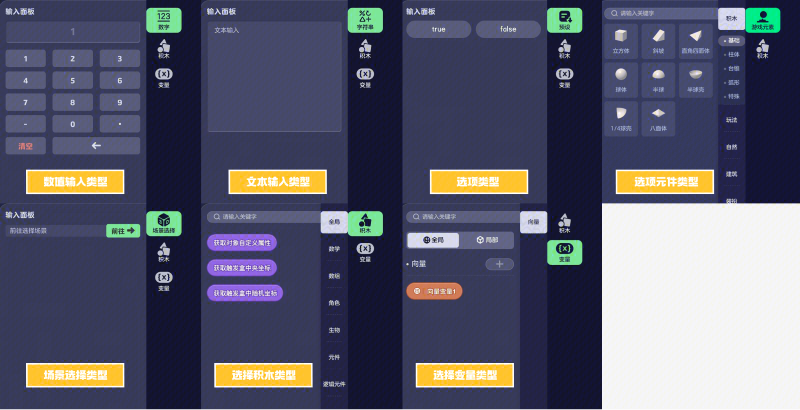 输入面板
1
1 2 3
4 5 6
7 8 9
- 0 ·
清空
数值输入类型
123
数字
积木
{x}
变量
输入面板
文本输入
文本输入类型
字符串
积木
{x}
变量
输入面板
true false
选项类型
预设
积木
{x}
变量
请输入关键字
立方体 斜坡 圆角四面体
球体 半球 半球壳
1/4球壳 八面体
选项元件类型
积木
基础
柱体
台锥
弧形
特殊
玩法
自然
建筑
游戏元素
积木
输入面板
前往选择场景
前往
场景选择类型
场景选择
积木
{x}
变量
请输入关键字
获取对象自定义属性
获取触发盒中央坐标
获取触发盒中随机坐标
选择积木类型
全局
数学
数组
角色
生物
元件
逻辑元件
积木
{x}
变量
请输入关键字
全局 局部
向量
+
向量变量1
选择变量类型
向量
积木
{x}
变量